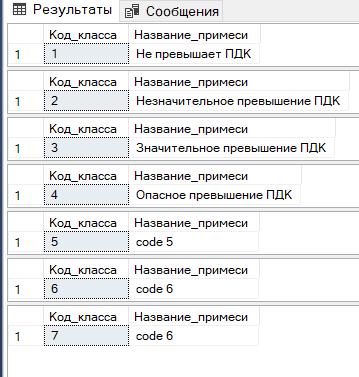 Результаты Сообщения
Код_класса Название_примеси
1 1 Не превышает ПДК
Код_класса Название_примеси
1 2 Незначительное превышение ПДК
Код_класса Название_примеси
1 3 Значительное превышение ПДК
Код_класса Название_примеси
1 4 Опасное превышение ПДК
Код_класса Название_примеси
1 5 code 5
Код_класса Название_примеси
1 6 code 6
Код_класса Название_примеси
1 7 code 6